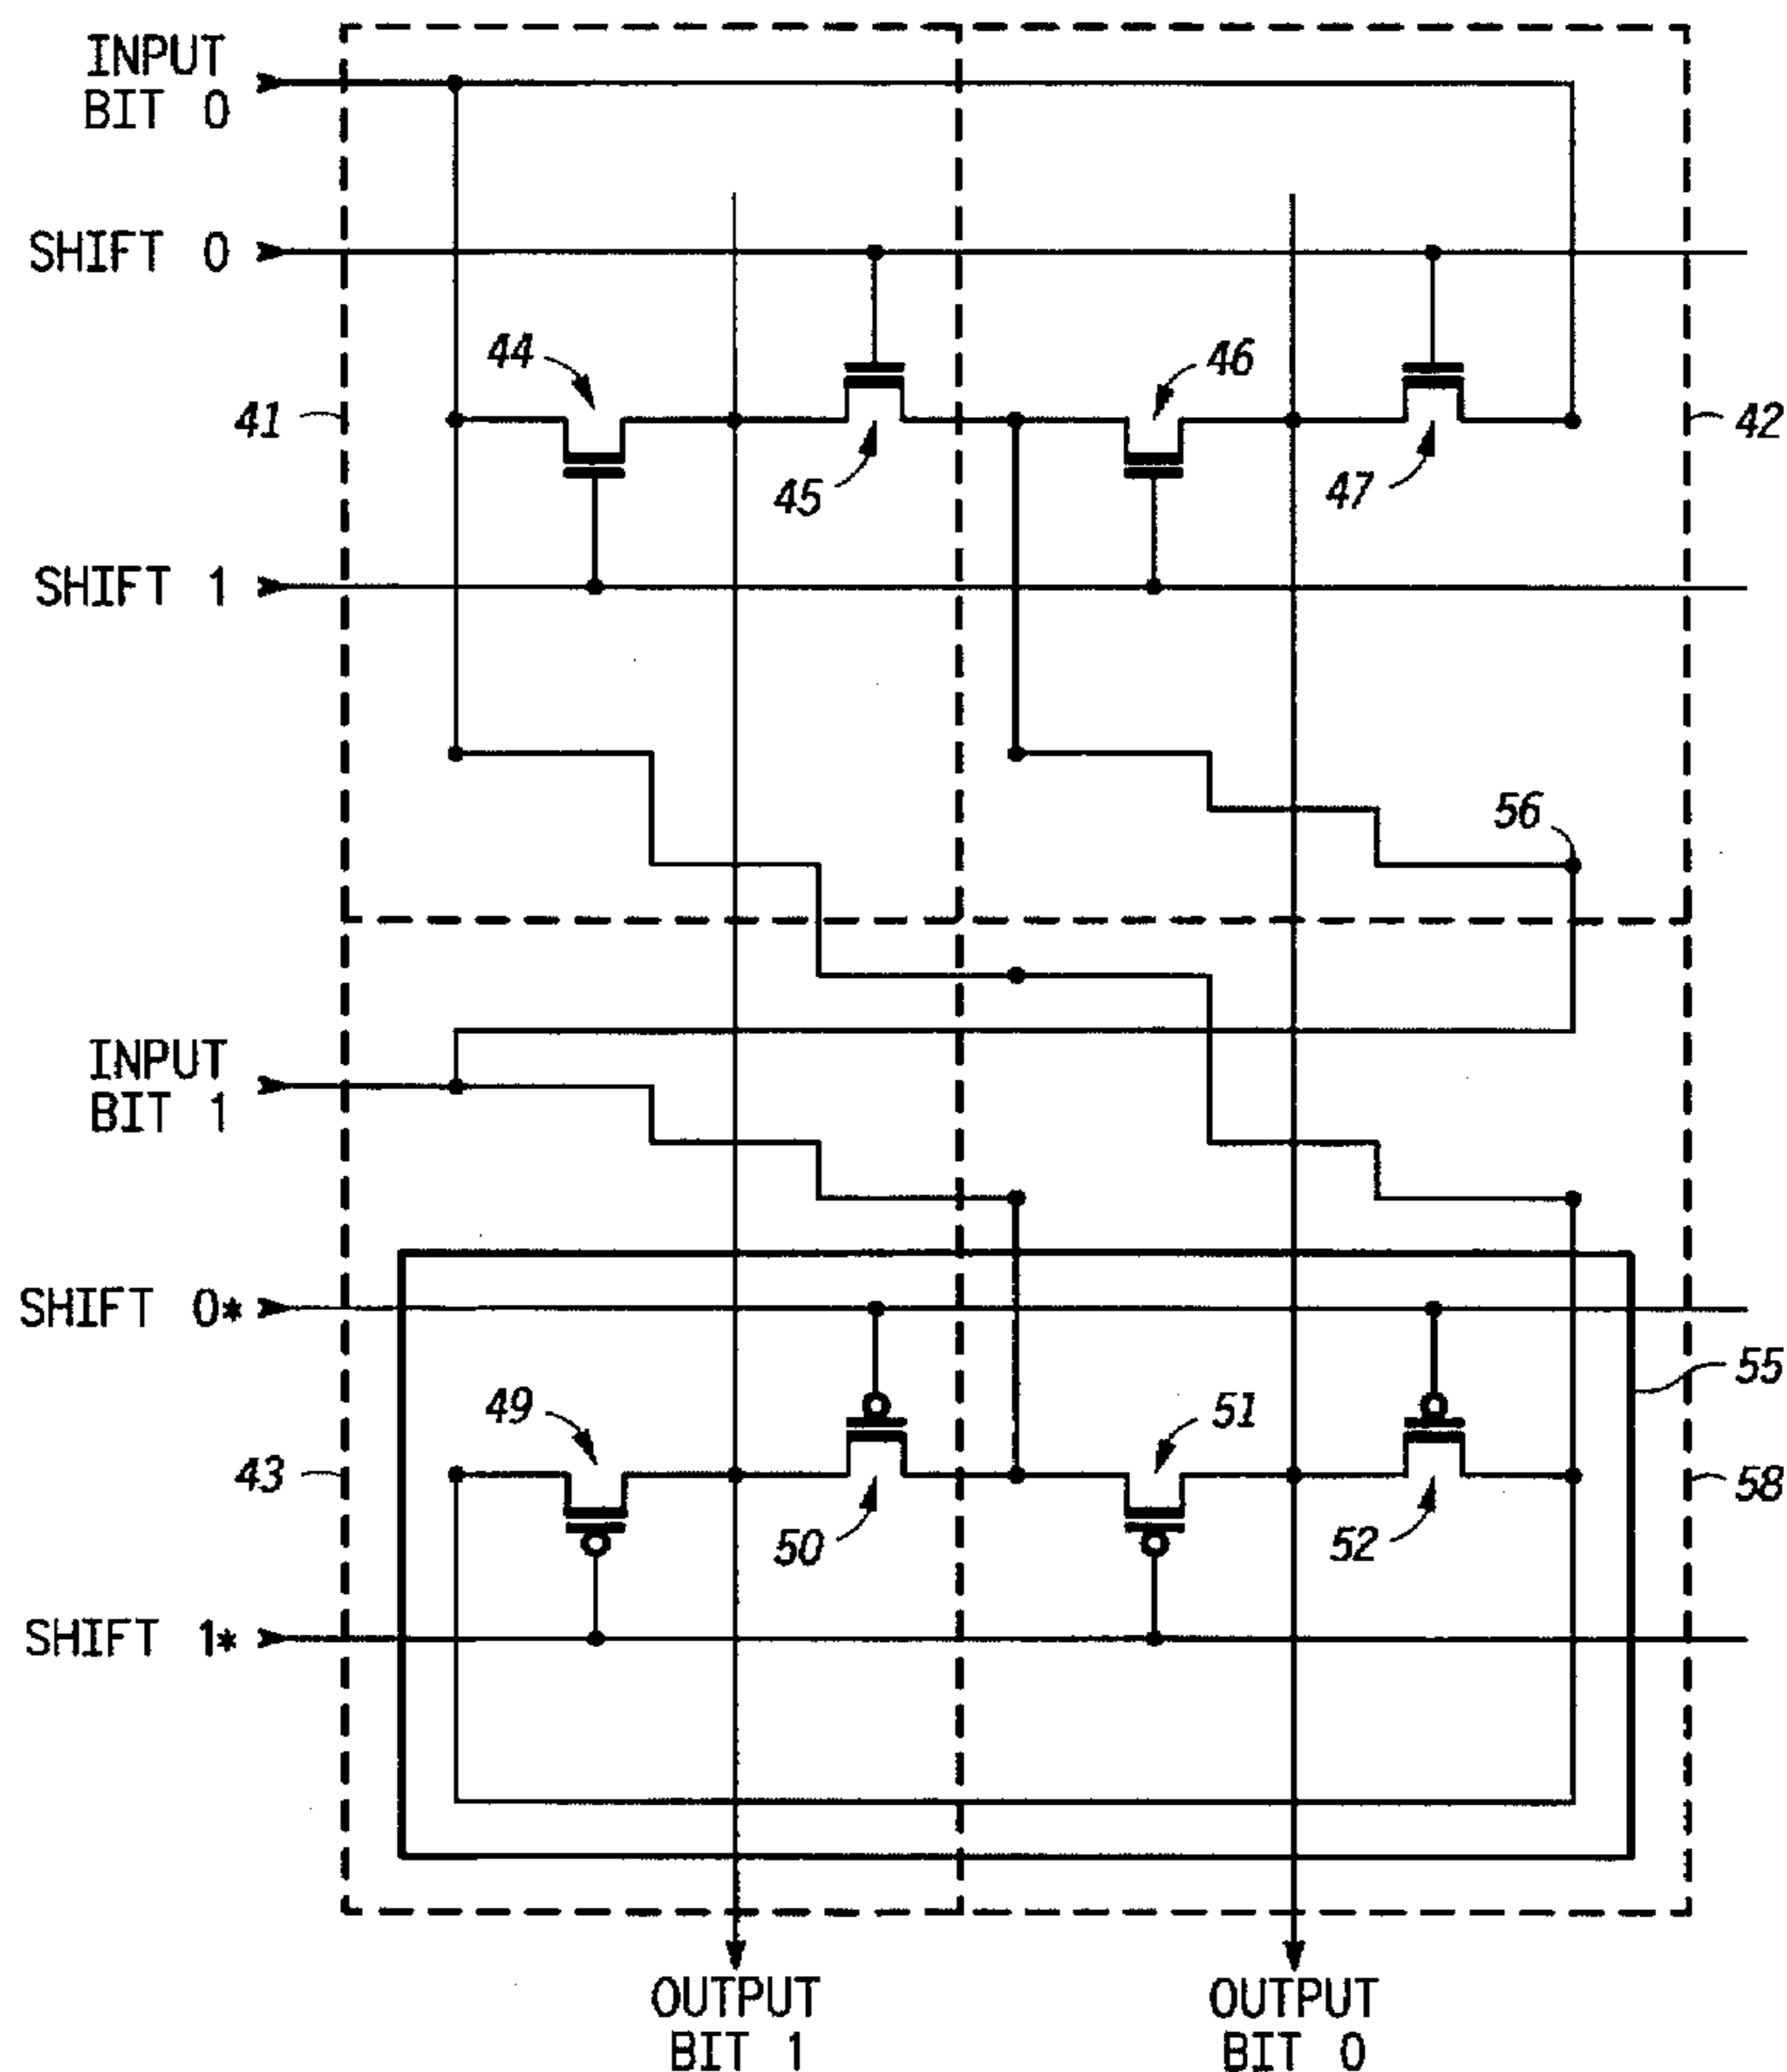 INPUT
BIT 0
SHIFT 0
44
46
41
42
45
47
SHIFT 1
56
INPUT
BIT 1
SHIFT 0*
55
49
51
43
58
50
52
SHIFT 1*
OUTPUT
BIT 1
OUTPUT
BIT 0